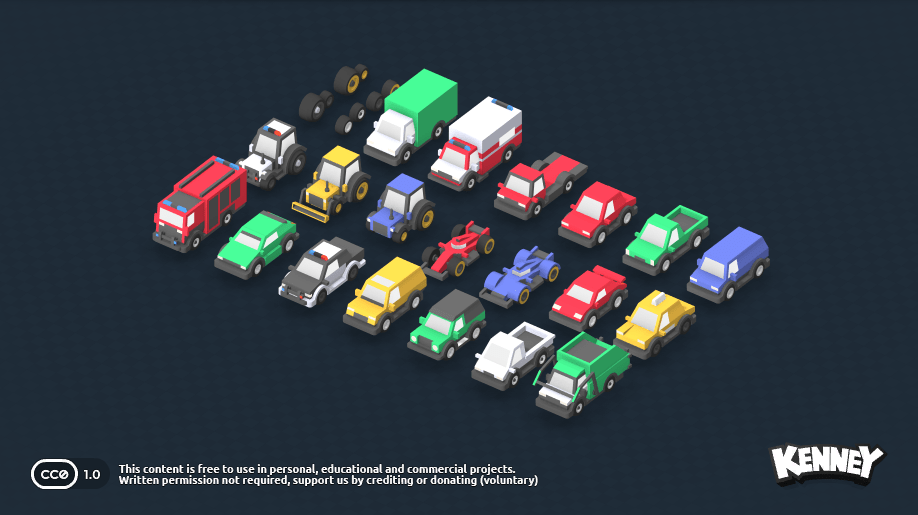 CC0 1.0
This content is free to use in personal, educational and commercial projects.
Written permission not required, support us by crediting or donating (voluntary)
KENNEY